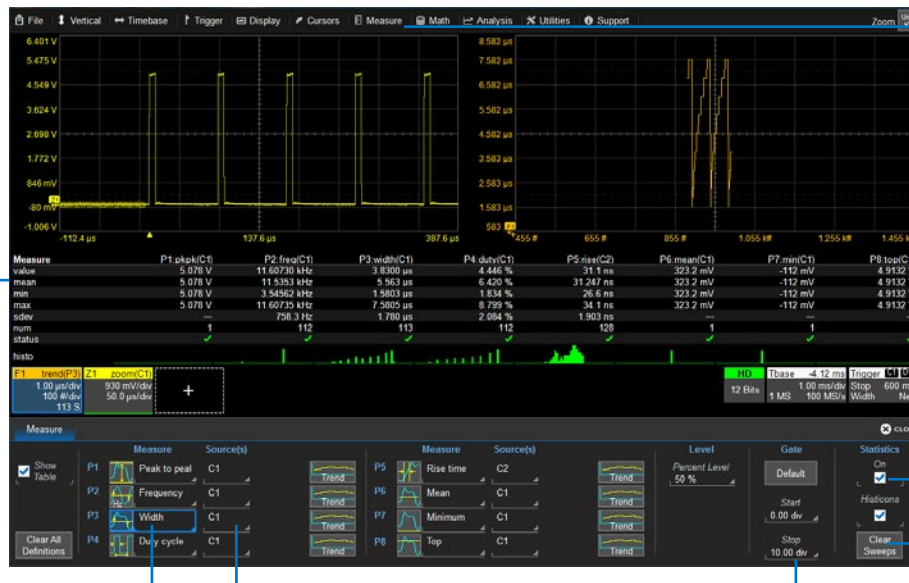 File Vertical Timebase Trigger Display Cursors Measure Math Analysis Utilities Support Zoom
6.401 V
5.475 V
4.549 V
3.624 V
2.698 V
1.772 V
846 mV
-80 mV
-1.006 V
-112.4 µs 137.6 µs 387.6 µs
8.582 µs
7.582 µs
6.582 µs
5.582 µs
4.582 µs
3.583 µs
2.583 µs
1.583 µs
583
455 # 655 # 855 # 1.055 k# 1.255 k# 1.455
Measure P1:pkpk(C1) P2:freq(C1) P3:width(C1) P4:duty(C1) P5:rise(C2) P6:mean(C1) P7:min(C1) P8:top(C
value 5.078 V 11.60730 kHz 3.8300 µs 4.446 % 31.1 ns 323.2 mV -112 mV 4.9132
mean 5.078 V 11.5353 kHz 5.563 µs 6.420 % 31.247 ns 323.2 mV -112 mV 4.9132
min 5.078 V 3.54562 kHz 1.5803 µs 1.834 % 26.6 ns 323.2 mV -112 mV 4.9132
max 5.078 V 11.60735 kHz 7.5805 µs 8.799 % 34.1 ns 323.2 mV -112 mV 4.9132
sdev --- 758.3 Hz 1.780 µs 2.084 % 1.903 ns --- ---
num 1 112 113 112 128 1 1
status
histo
F1 trend(P3) Z1 zoom(C1) HD Tbase -4.12 ms Trigger C1
1.00 µs/div 930 mV/div + 12 Bits 1.00 ms/div Stop 600 m
100 #/div 50.0 µs/div 1 MS 100 MS/s Width Ne
113 S
Measure CLO
Measure Source(s) Measure Source(s) Level Gate Statistics
Show Table P1 Peak to peal C1 Trend P5 Rise time C2 Trend Percent Level 50 % Default On
P2 Hz Frequency C1 Trend P6 Mean C1 Trend Start 0.00 div Histicons
P3 Width C1 Trend P7 Minimum C1 Trend
Clear All Definitions P4 Duty cycle C1 Trend P8 Top C1 Trend Stop 10.00 div Clear Sweeps